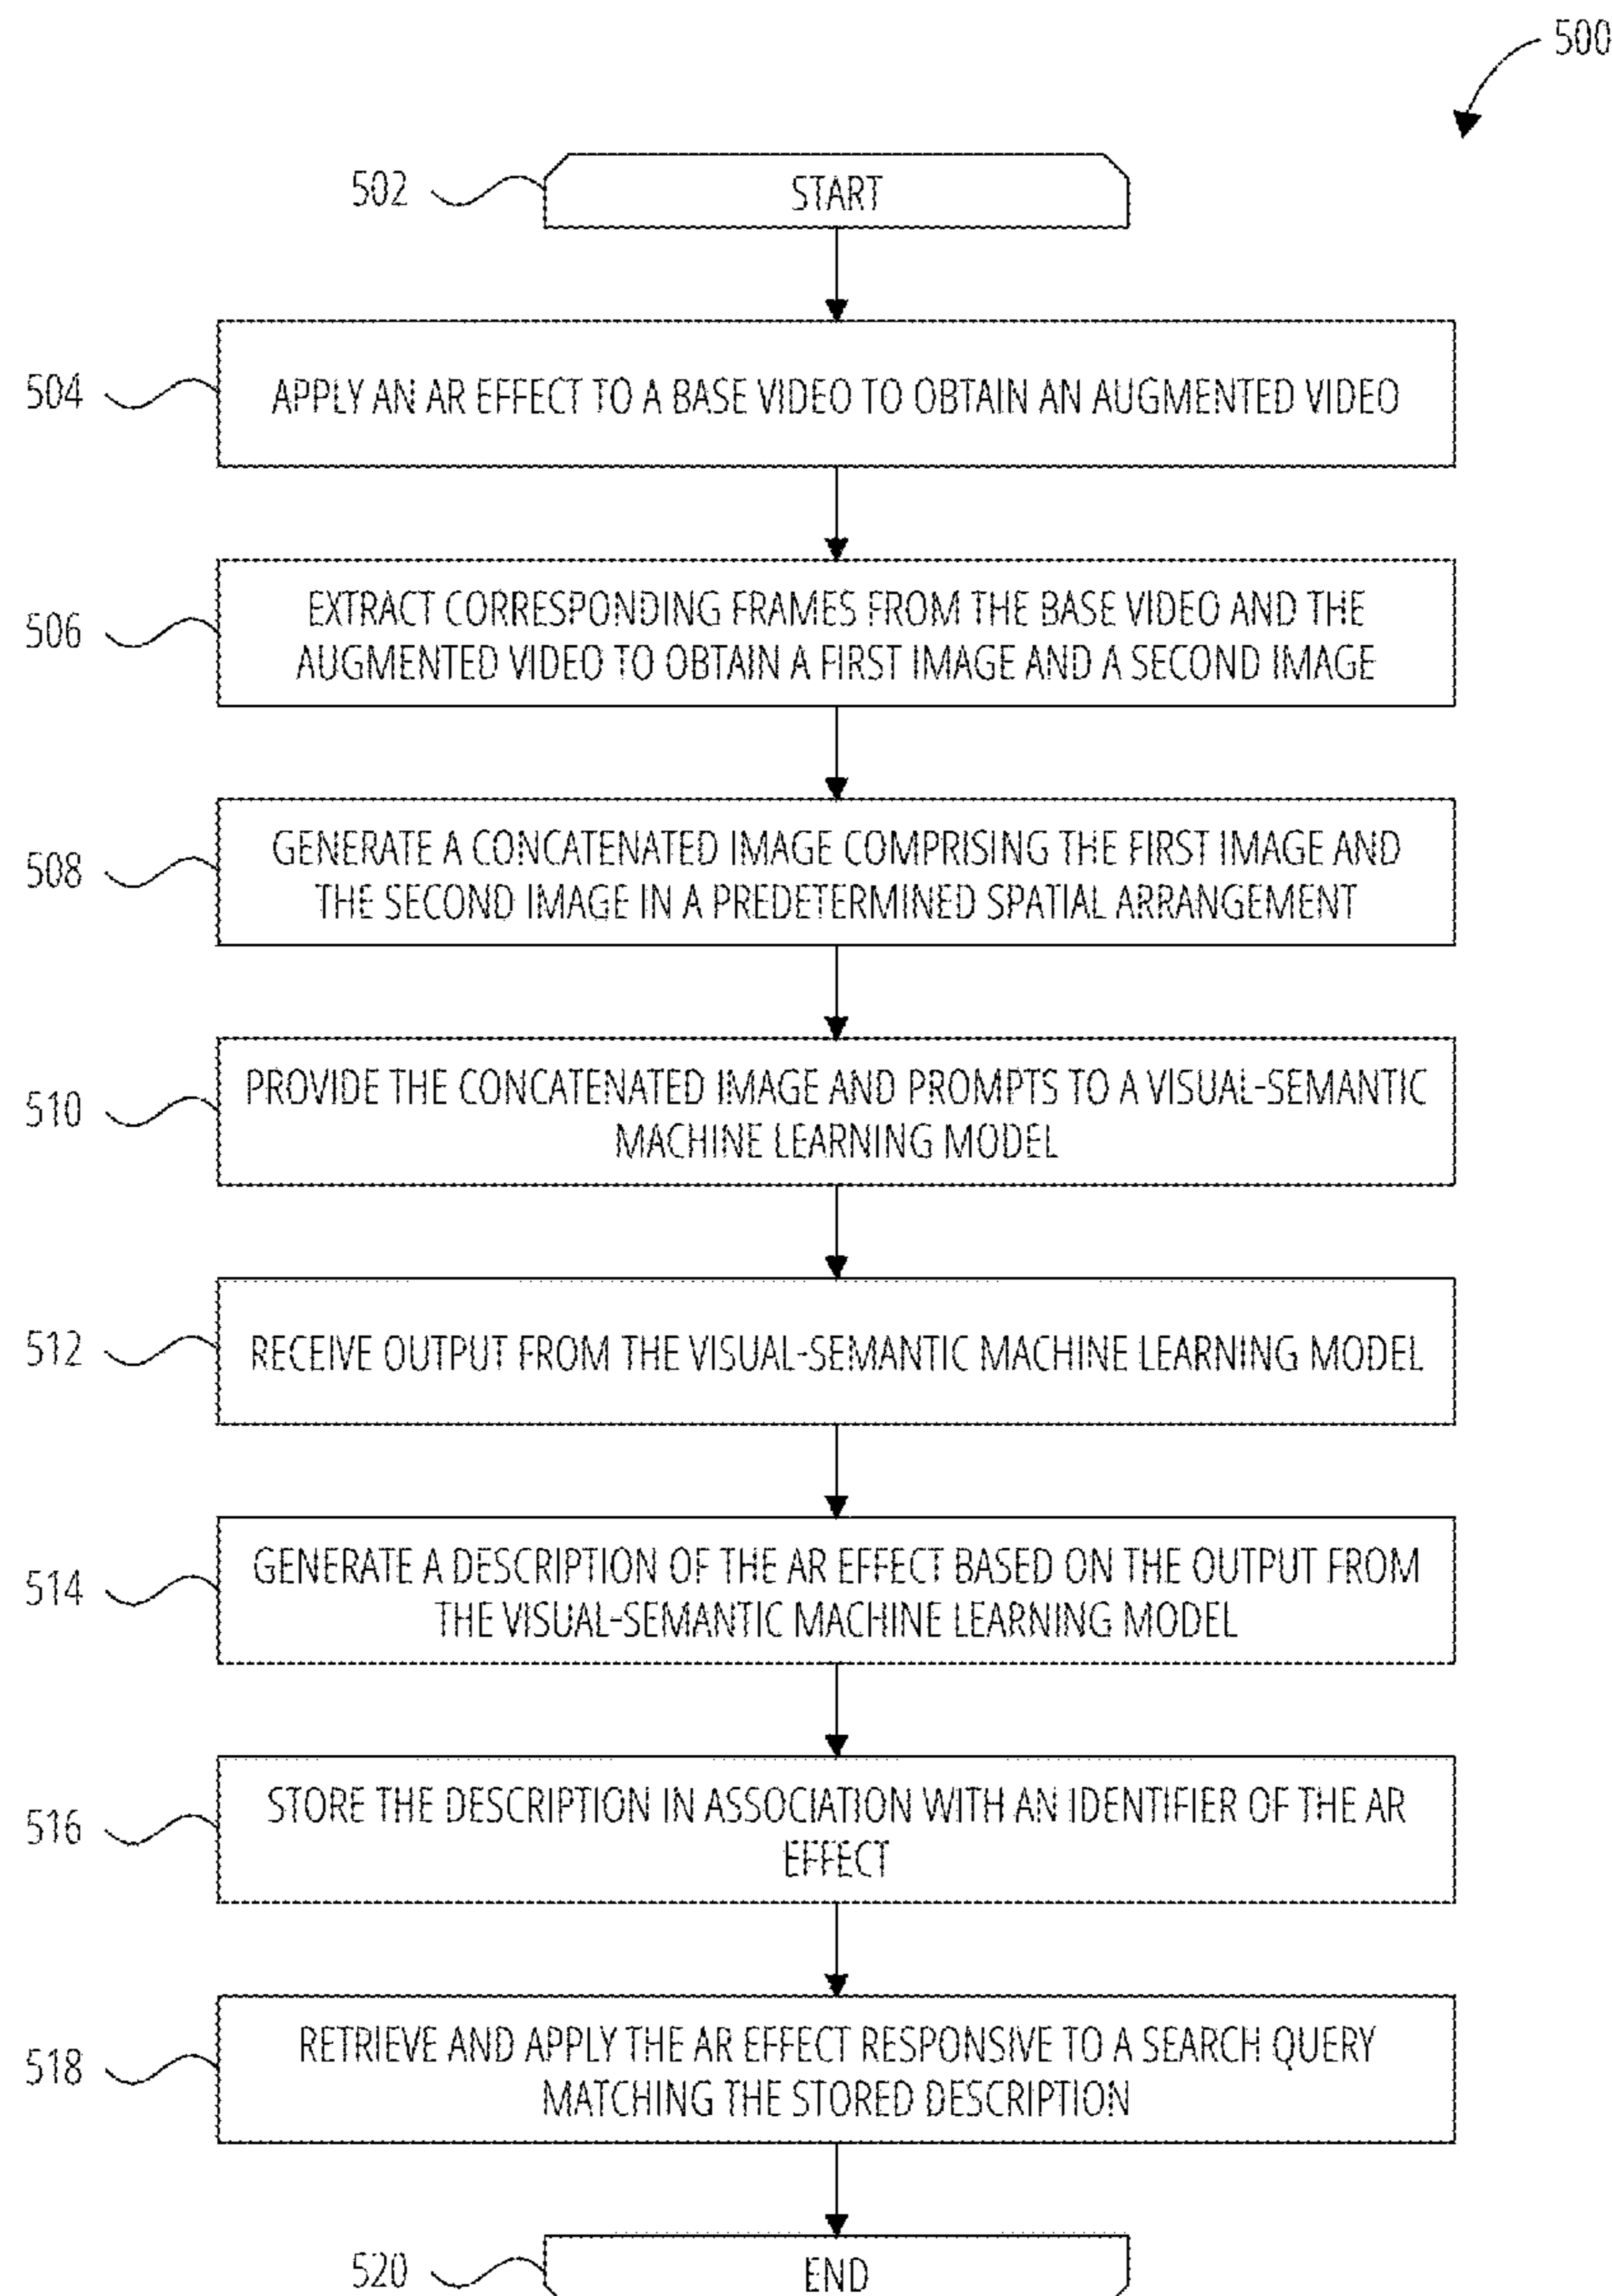 500
502
START
504
APPLY AN AR EFFECT TO A BASE VIDEO TO OBTAIN AN AUGMENTED VIDEO
506
EXTRACT CORRESPONDING FRAMES FROM THE BASE VIDEO AND THE
AUGMENTED VIDEO TO OBTAIN A FIRST IMAGE AND A SECOND IMAGE
508
GENERATE A CONCATENATED IMAGE COMPRISING THE FIRST IMAGE AND
THE SECOND IMAGE IN A PREDETERMINED SPATIAL ARRANGEMENT
510
PROVIDE THE CONCATENATED IMAGE AND PROMPTS TO A VISUAL-SEMANTIC
MACHINE LEARNING MODEL
512
RECEIVE OUTPUT FROM THE VISUAL-SEMANTIC MACHINE LEARNING MODEL
514
GENERATE A DESCRIPTION OF THE AR EFFECT BASED ON THE OUTPUT FROM
THE VISUAL-SEMANTIC MACHINE LEARNING MODEL
516
STORE THE DESCRIPTION IN ASSOCIATION WITH AN IDENTIFIER OF THE AR
EFFECT
518
RETRIEVE AND APPLY THE AR EFFECT RESPONSIVE TO A SEARCH QUERY
MATCHING THE STORED DESCRIPTION
520
END